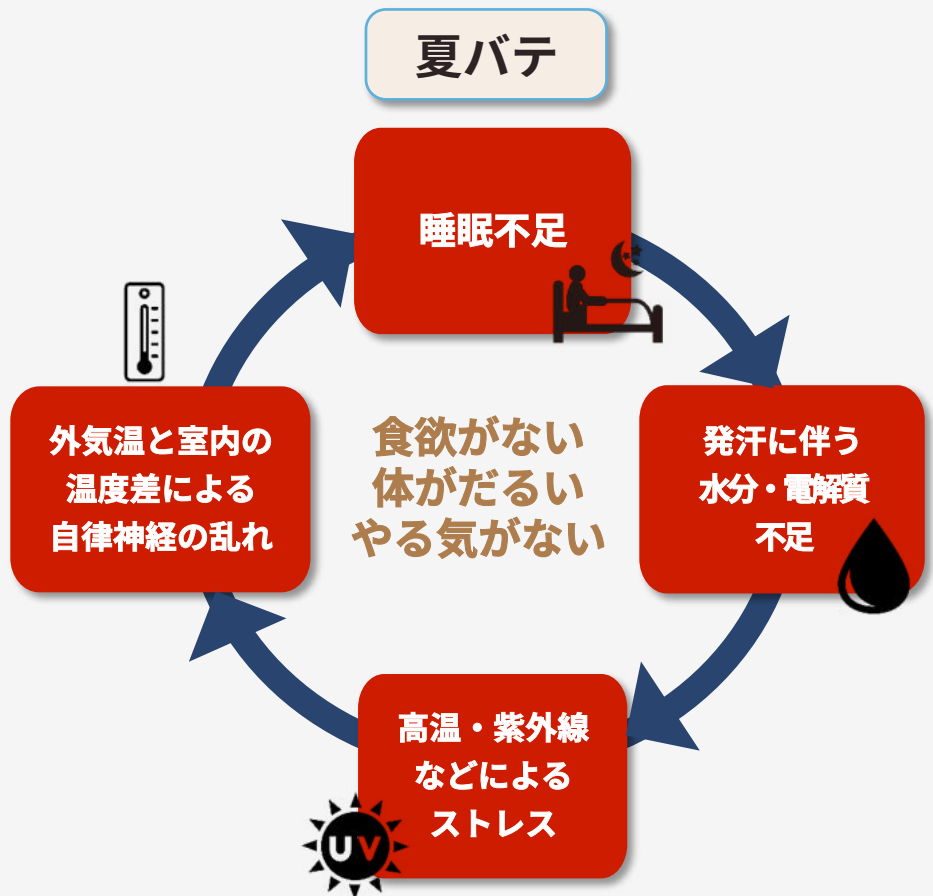 夏バテ
睡眠不足
発汗に伴う
水分・電解質
不足
高温・紫外線
などによる
ストレス
UV
外気温と室内の
温度差による
自律神経の乱れ
食欲がない
体がだるい
やる気がない